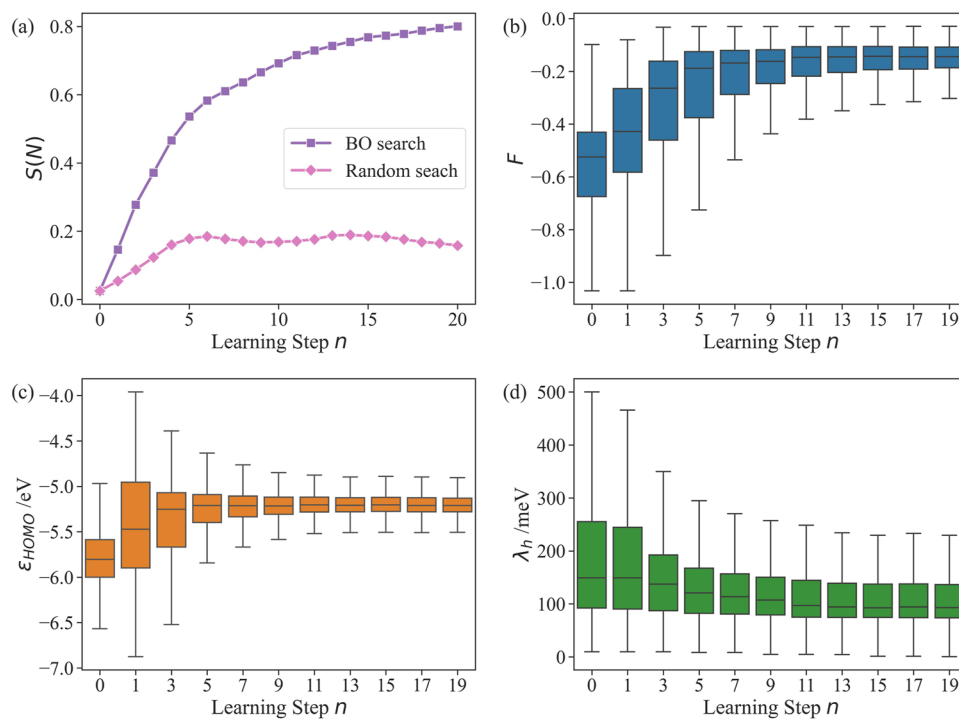 (a)
0.8
0.6
0.4
0.2
0.0
S(N)
BO search
Random seach
0 5 10 15 20
Learning Step n
(b)
0.0
−0.2
−0.4
−0.6
−0.8
−1.0
F
0 1 3 5 7 9 11 13 15 17 19
Learning Step n
(c)
−4.0
−4.5
−5.0
−5.5
−6.0
−6.5
−7.0
ε_HOMO /eV
0 1 3 5 7 9 11 13 15 17 19
Learning Step n
(d)
500
400
300
200
100
0
λ_h /meV
0 1 3 5 7 9 11 13 15 17 19
Learning Step n